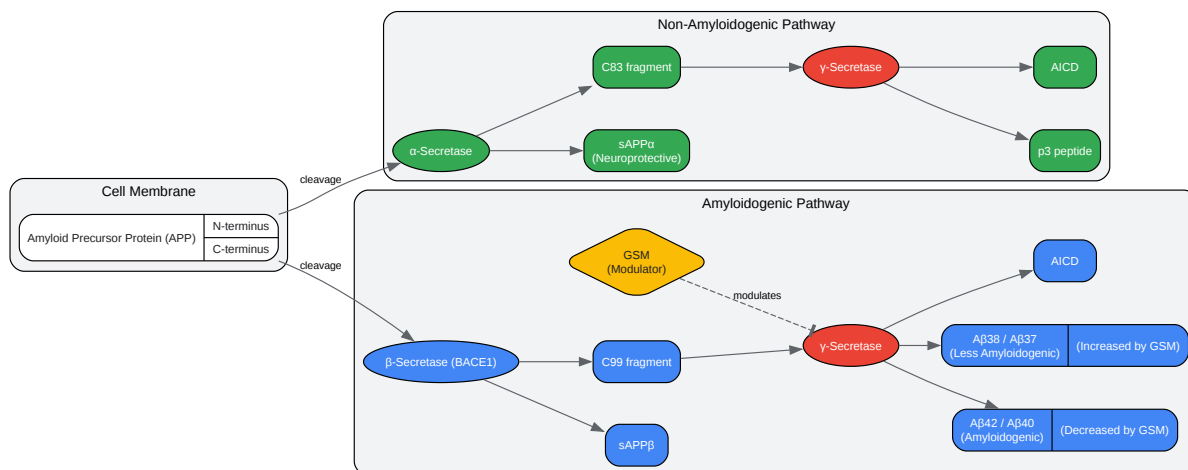 Non-Amyloidogenic Pathway
C83 fragment
γ-Secretase
AICD
α-Secretase
sAPPα
(Neuroprotective)
p3 peptide
cleavage
Cell Membrane
Amyloid Precursor Protein (APP)
N-terminus
C-terminus
cleavage
Amyloidogenic Pathway
GSM
(Modulator)
modulates
AICD
β-Secretase (BACE1)
C99 fragment
γ-Secretase
Aβ38 / Aβ37
(Less Amyloidogenic)
(Increased by GSM)
sAPPβ
Aβ42 / Aβ40
(Amyloidogenic)
(Decreased by GSM)